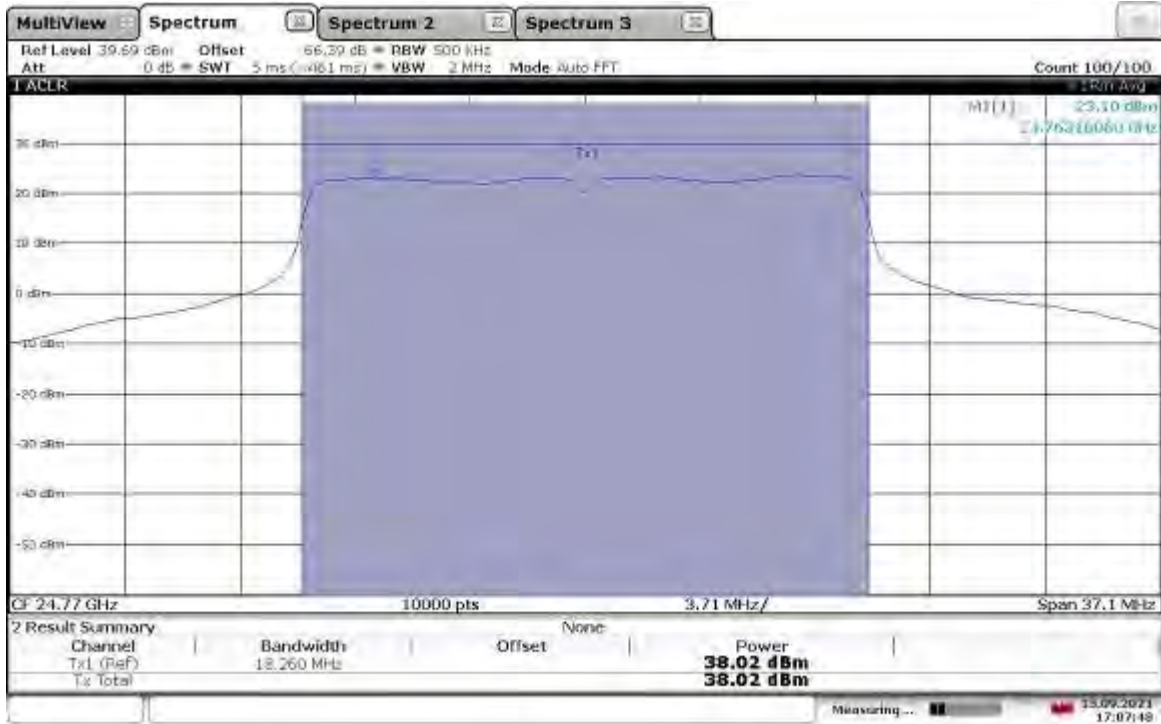 MultiView Spectrum Spectrum 2 Spectrum 3
Ref Level 39.69 dBm Offset 66.39 dB RBW 500 kHz
Att 0 dB SWT 5 ms VBW 2 MHz Mode Auto FFT Count 100/100
1 ACLR 1Rm Avg
M1[1] 23.10 dBm
GHz
Tx1
20 dBm
10 dBm
0 dBm
-10 dBm
-20 dBm
-30 dBm
-40 dBm
-50 dBm
CF 24.77 GHz 10000 pts 3.71 MHz/ Span 37.1 MHz
2 Result Summary None
Channel Bandwidth Offset Power
Tx1 (Ref) 18.260 MHz 38.02 dBm
Tx Total 38.02 dBm
Measuring... 13.09.2021
17:07:48